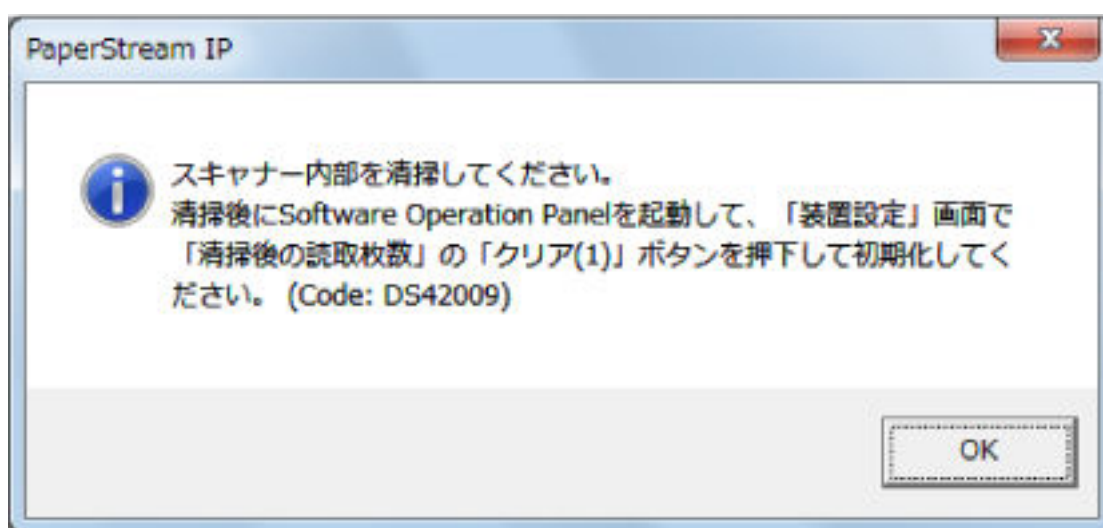 PaperStream IP
スキャナー内部を清掃してください。
清掃後にSoftware Operation Panelを起動して、「装置設定」画面で
「清掃後の読取枚数」の「クリア(1)」ボタンを押下して初期化してく
ださい。 (Code: DS42009)
OK